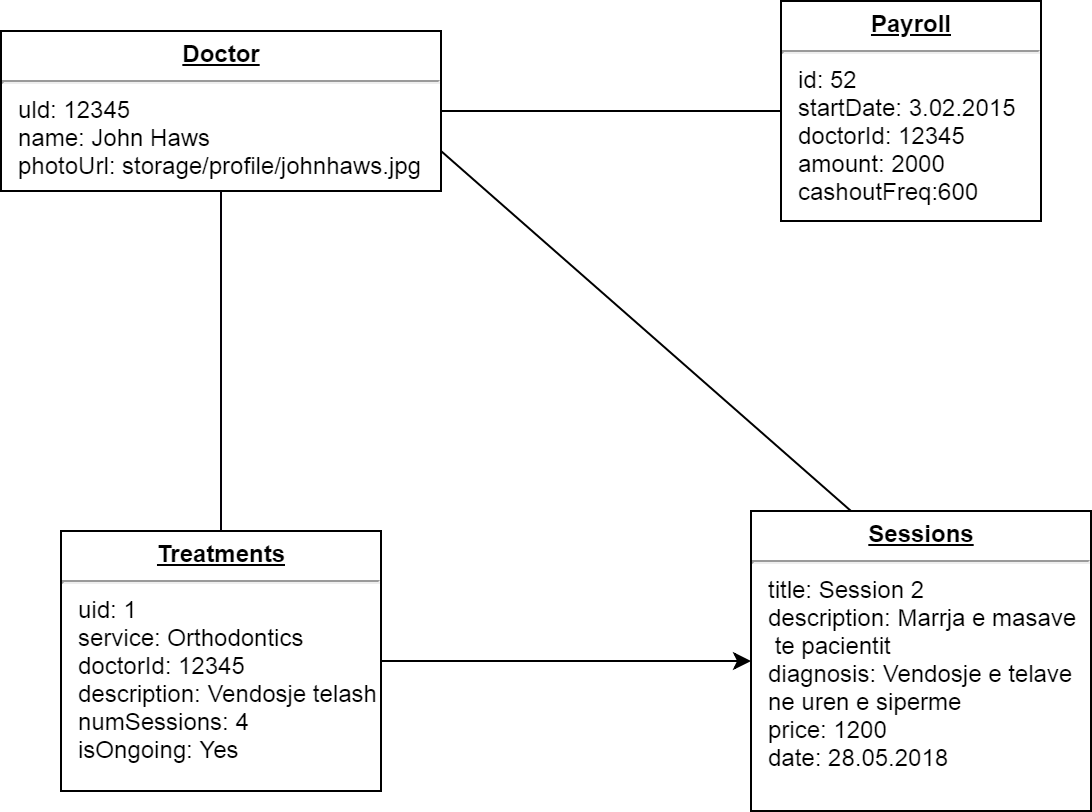 Doctor
uId: 12345
name: John Haws
photoUrl: storage/profile/johnhaws.jpg
Payroll
id: 52
startDate: 3.02.2015
doctorId: 12345
amount: 2000
cashoutFreq:600
Treatments
uid: 1
service: Orthodontics
doctorId: 12345
description: Vendosje telash
numSessions: 4
isOngoing: Yes
Sessions
title: Session 2
description: Marrja e masave
te pacientit
diagnosis: Vendosje e telave
ne uren e siperme
price: 1200
date: 28.05.2018